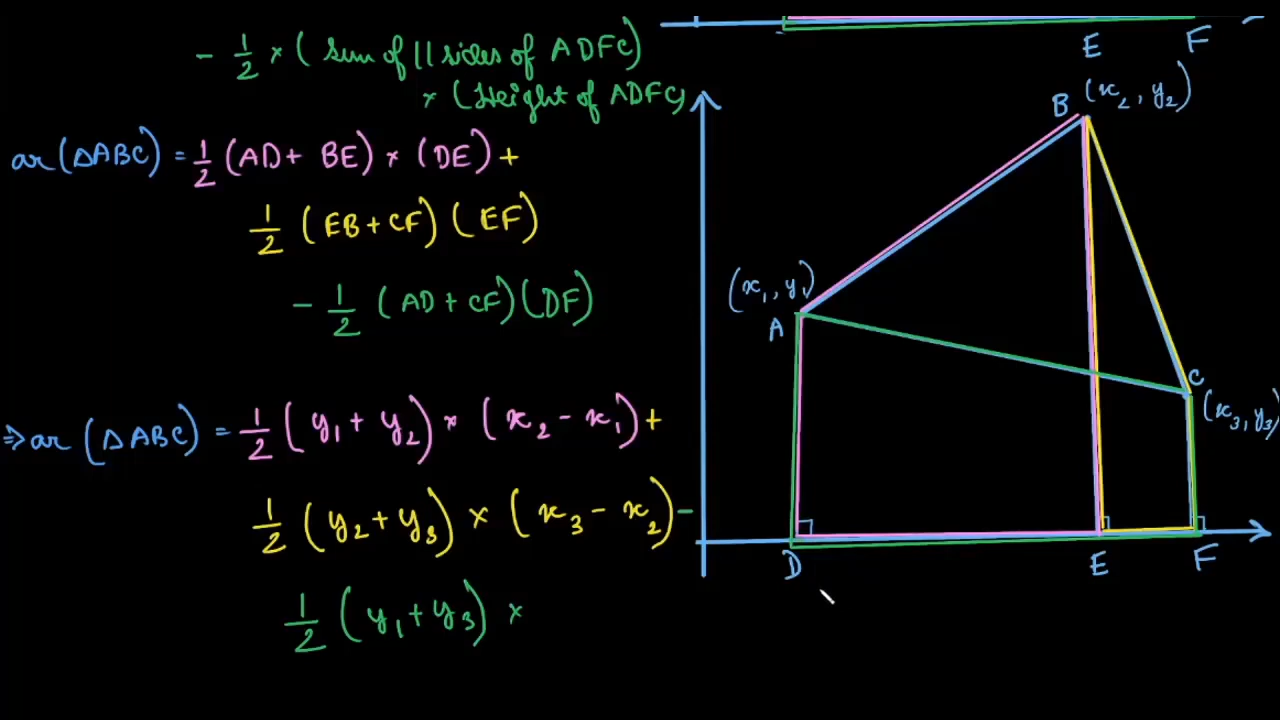 - 1/2 × ( Sum of || sides of ADFC)
× (Height of ADFC)
ar (ΔABC) = 1/2 (AD + BE) × (DE) +
1/2 (EB + CF) (EF)
- 1/2 (AD + CF) (DF)
⇒ ar (ΔABC) = 1/2 (y₁ + y₂) × (x₂ - x₁) +
1/2 (y₂ + y₃) × (x₃ - x₂) -
1/2 (y₁ + y₃) ×
E F
B (x₂, y₂)
(x₁, y₁)
A
C
(x₃, y₃)
D E F